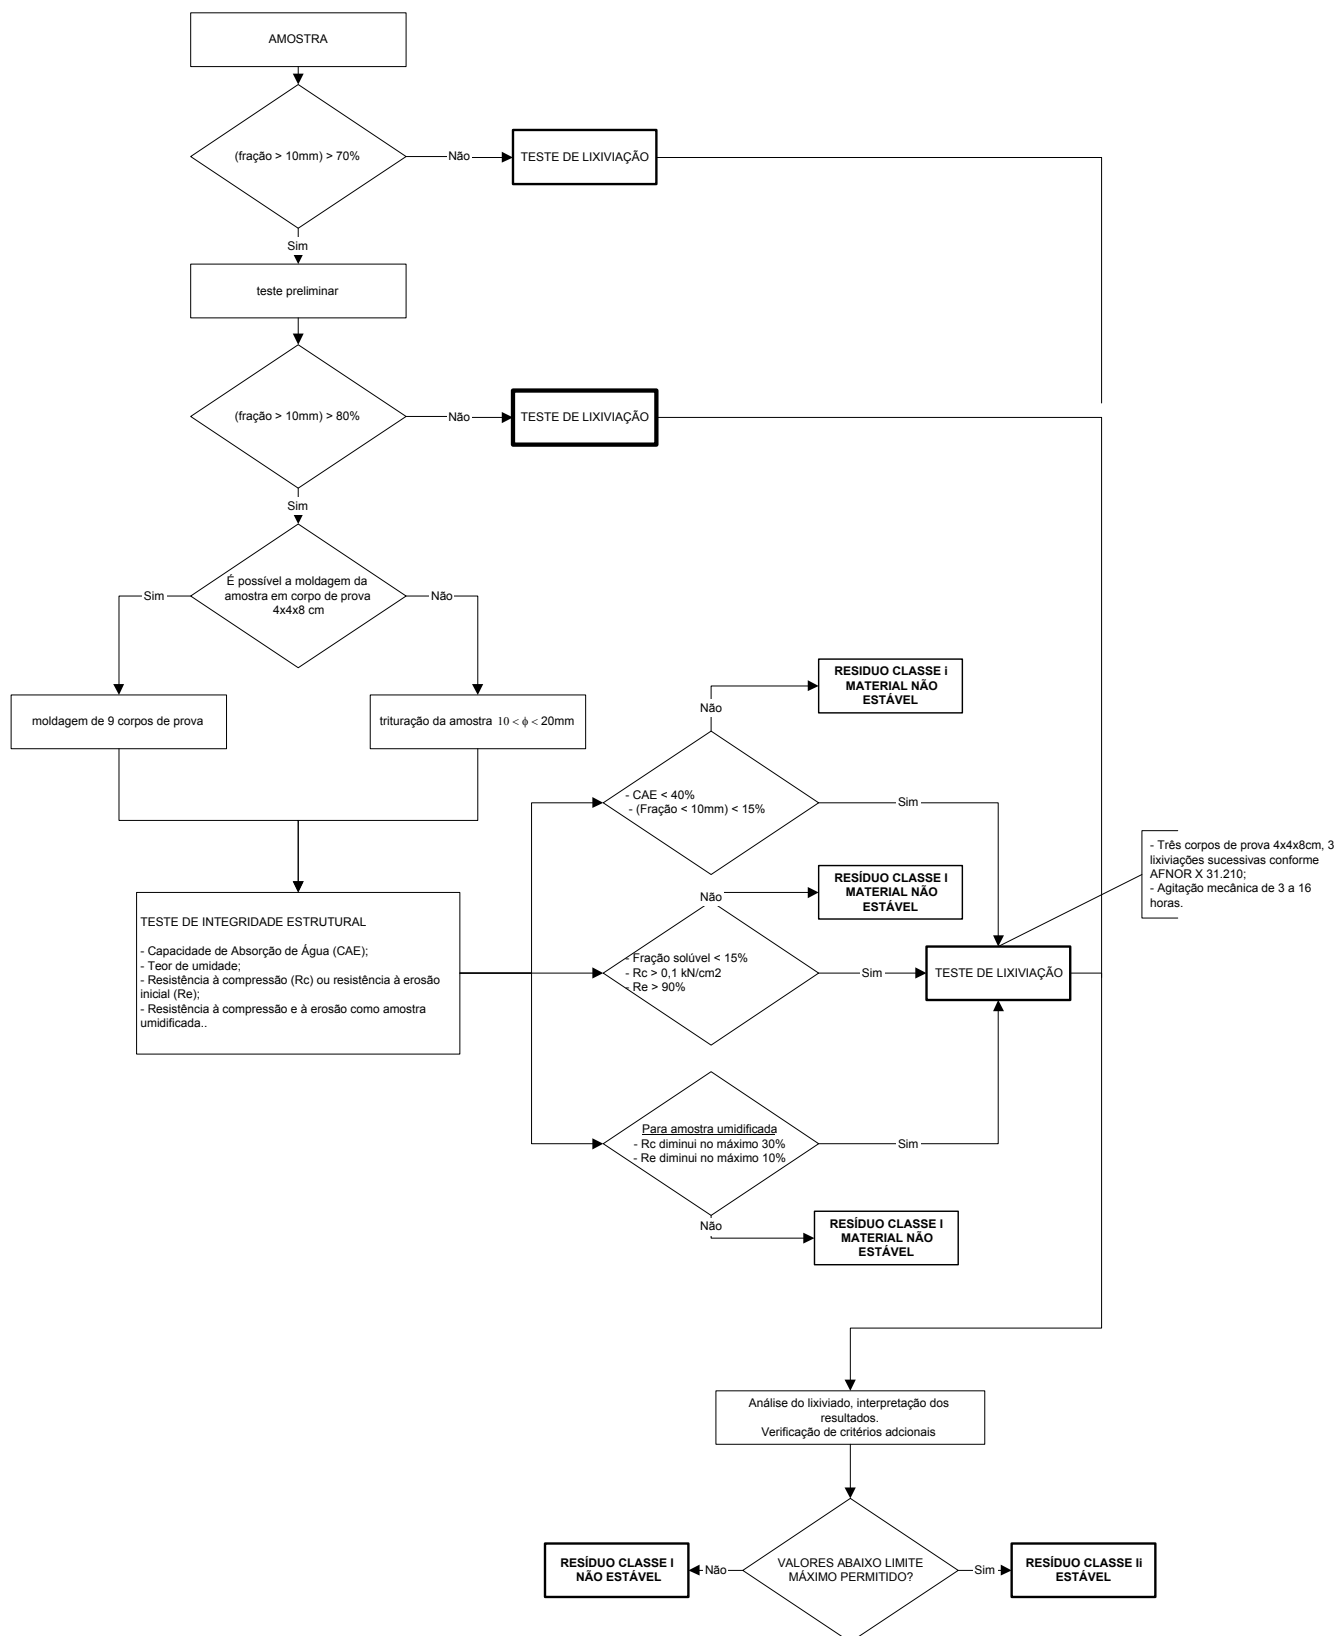 AMOSTRA
(fração > 10mm) > 70%
Não
TESTE DE LIXIVIAÇÃO
Sim
teste preliminar
(fração > 10mm) > 80%
Não
TESTE DE LIXIVIAÇÃO
Sim
É possível a moldagem da
amostra em corpo de prova
4x4x8 cm
Sim
Não
moldagem de 9 corpos de prova
trituração da amostra 10 < ϕ < 20mm
RESIDUO CLASSE i
MATERIAL NÃO
ESTÁVEL
Não
- CAE < 40%
- (Fração < 10mm) < 15%
Sim
- Três corpos de prova 4x4x8cm, 3
lixiviações sucessivas conforme
AFNOR X 31.210;
- Agitação mecânica de 3 a 16
horas.
RESÍDUO CLASSE I
MATERIAL NÃO
ESTÁVEL
Não
TESTE DE INTEGRIDADE ESTRUTURAL
- Capacidade de Absorção de Água (CAE);
- Teor de umidade;
- Resistência à compressão (Rc) ou resistência à erosão
inicial (Re);
- Resistência à compressão e à erosão como amostra
umidificada..
- Fração solúvel < 15%
- Rc > 0,1 kN/cm2
- Re > 90%
Sim
TESTE DE LIXIVIAÇÃO
Para amostra umidificada
- Rc diminui no máximo 30%
- Re diminui no máximo 10%
Sim
Não
RESÍDUO CLASSE I
MATERIAL NÃO
ESTÁVEL
Análise do lixiviado, interpretação dos
resultados.
Verificação de critérios adcionais
VALORES ABAIXO LIMITE
MÁXIMO PERMITIDO?
Não
RESÍDUO CLASSE I
NÃO ESTÁVEL
Sim
RESÍDUO CLASSE Ii
ESTÁVEL